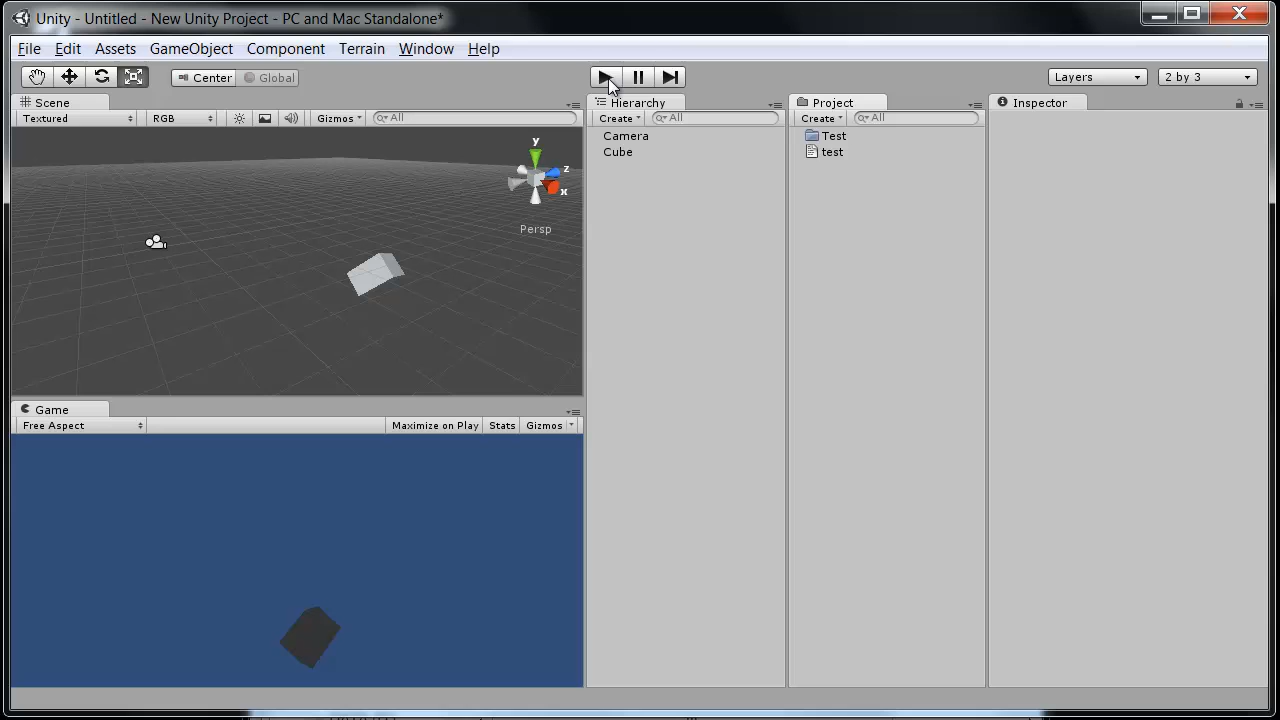 Unity - Untitled - New Unity Project - PC and Mac Standalone*
File Edit Assets GameObject Component Terrain Window Help
Center Global Layers 2 by 3
Scene Hierarchy Project Inspector
Textured RGB Gizmos All Create All Create All
Camera Test
Cube test
y
z
x
Persp
Game
Free Aspect Maximize on Play Stats Gizmos